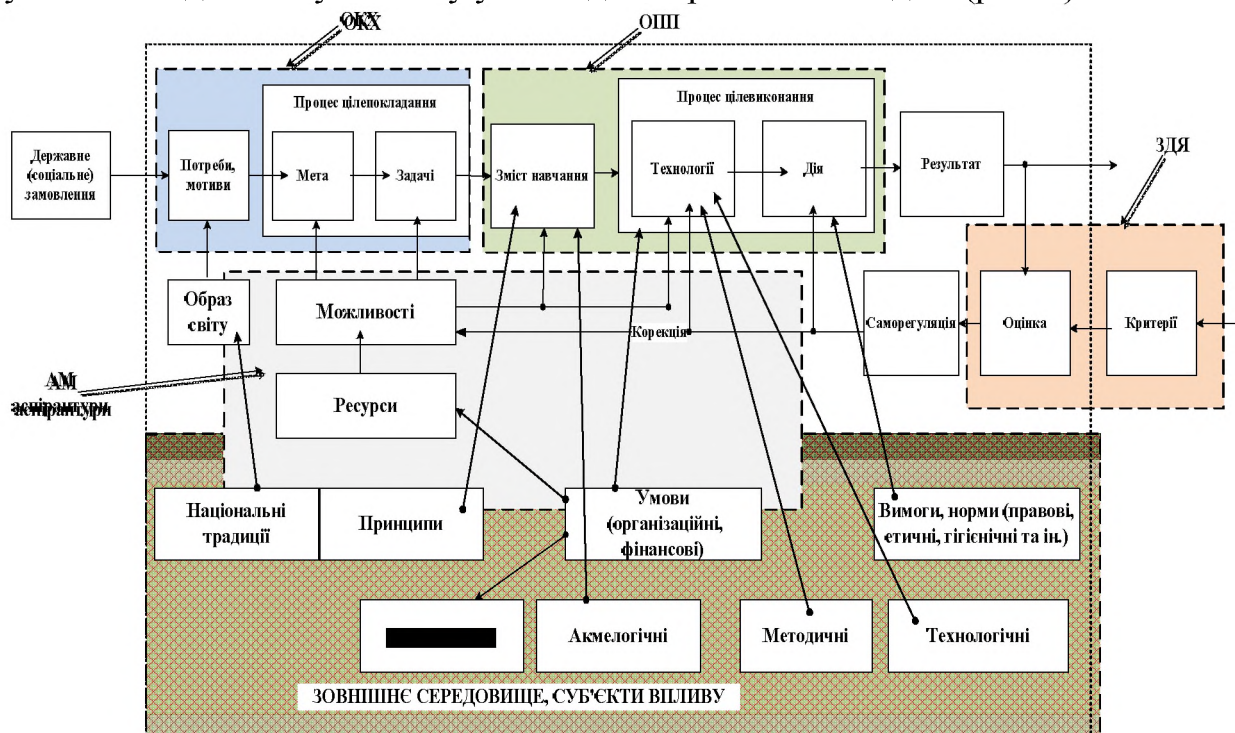 ОКХ
ОПП
Процес цілепокладання
Процес цілевиконання
Державне
(соціальне)
замовлення
Потреби,
мотиви
Мета
Задачі
Зміст навчання
Технології
Дія
Результат
ЗДЯ
Образ
світу
Можливості
Корекція
Саморегуляція
Оцінка
Критерії
АМ
аспірантури
Ресурси
Національні
традиції
Принципи
Умови
(організаційні,
фінансові)
Вимоги, норми (правові,
етичні, гігієнічні та ін.)
Акмелогічні
Методичні
Технологічні
ЗОВНІШНЄ СЕРЕДОВИЩЕ, СУБ'ЄКТИ ВПЛИВУ